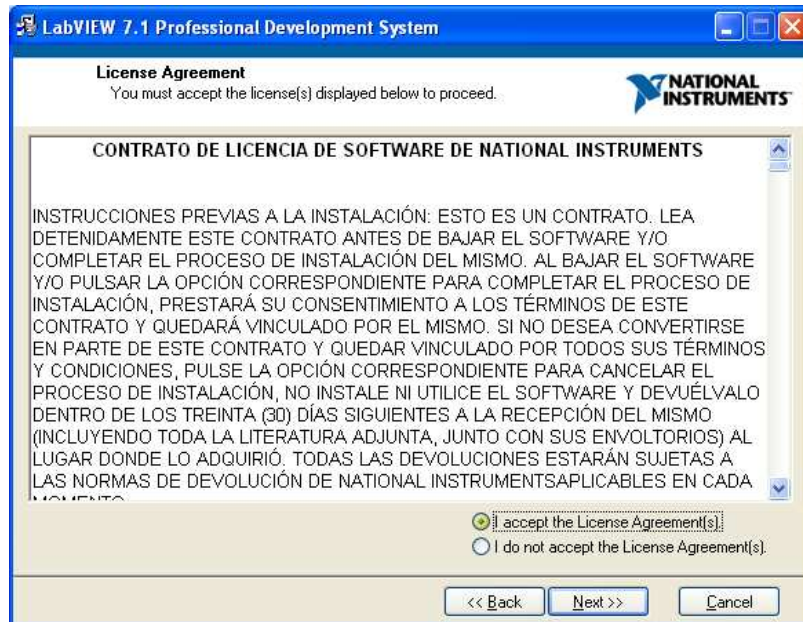 LabVIEW 7.1 Professional Development System
License Agreement
You must accept the license(s) displayed below to proceed.
NATIONAL
INSTRUMENTS
CONTRATO DE LICENCIA DE SOFTWARE DE NATIONAL INSTRUMENTS
INSTRUCCIONES PREVIAS A LA INSTALACIÓN: ESTO ES UN CONTRATO. LEA
DETENIDAMENTE ESTE CONTRATO ANTES DE BAJAR EL SOFTWARE Y/O
COMPLETAR EL PROCESO DE INSTALACIÓN DEL MISMO. AL BAJAR EL SOFTWARE
Y/O PULSAR LA OPCIÓN CORRESPONDIENTE PARA COMPLETAR EL PROCESO DE
INSTALACIÓN, PRESTARÁ SU CONSENTIMIENTO A LOS TÉRMINOS DE ESTE
CONTRATO Y QUEDARÁ VINCULADO POR EL MISMO. SI NO DESEA CONVERTIRSE
EN PARTE DE ESTE CONTRATO Y QUEDAR VINCULADO POR TODOS SUS TÉRMINOS
Y CONDICIONES, PULSE LA OPCIÓN CORRESPONDIENTE PARA CANCELAR EL
PROCESO DE INSTALACIÓN, NO INSTALE NI UTILICE EL SOFTWARE Y DEVUÉLVALO
DENTRO DE LOS TREINTA (30) DÍAS SIGUIENTES A LA RECEPCIÓN DEL MISMO
(INCLUYENDO TODA LA LITERATURA ADJUNTA, JUNTO CON SUS ENVOLTORIOS) AL
LUGAR DONDE LO ADQUIRIÓ. TODAS LAS DEVOLUCIONES ESTARÁN SUJETAS A
LAS NORMAS DE DEVOLUCIÓN DE NATIONAL INSTRUMENTSAPLICABLES EN CADA
MOMENTO
I accept the License Agreement(s).
I do not accept the License Agreement(s).
<< Back
Next >>
Cancel